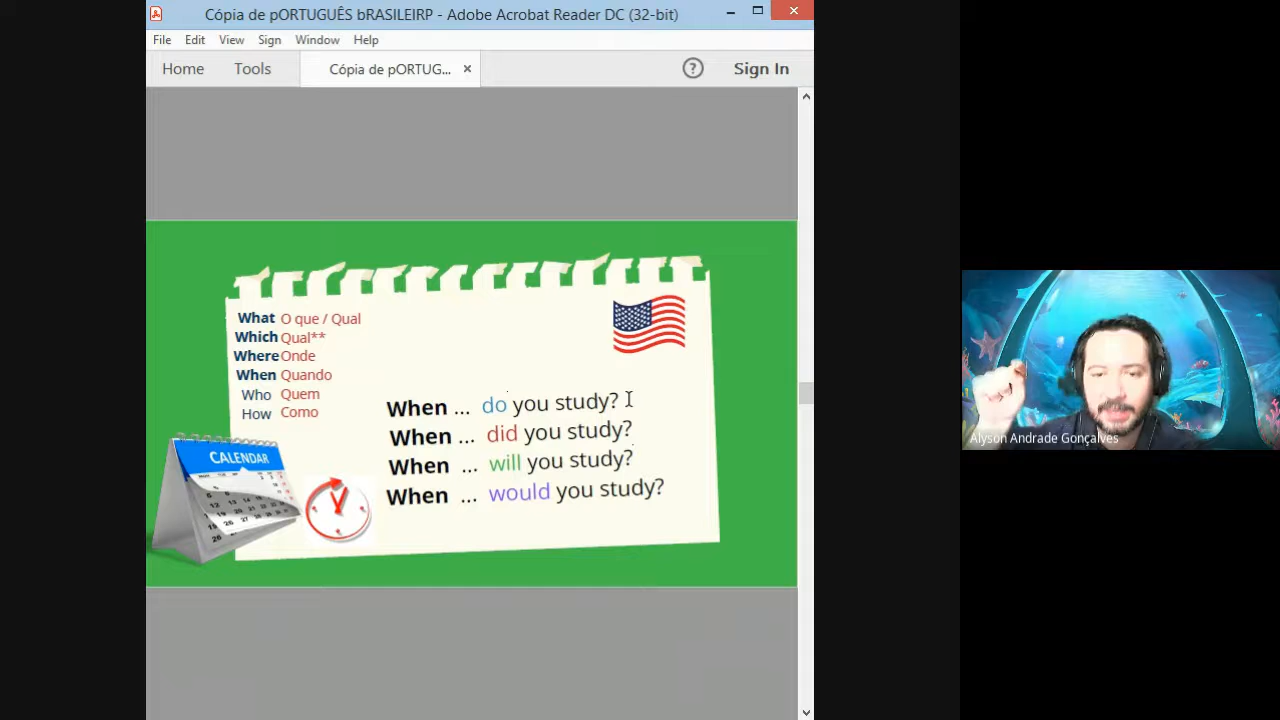 Cópia de pORTUGUÊS bRASILEIRP - Adobe Acrobat Reader DC (32-bit)
File Edit View Sign Window Help
Home Tools Cópia de pORTUG... × ? Sign In
What O que / Qual
Which Qual**
Where Onde
When Quando
Who Quem
How Como
When ... do you study?
When ... did you study?
When ... will you study?
When ... would you study?
CALENDAR
Alyson Andrade Gonçalves